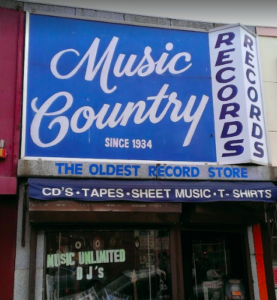 Music
Country
SINCE 1934
RECORDS
RECORDS
THE OLDEST RECORD STORE
CD'S • TAPES • SHEET MUSIC • T- SHIRTS
MUSIC UNLIMITED
DJ's